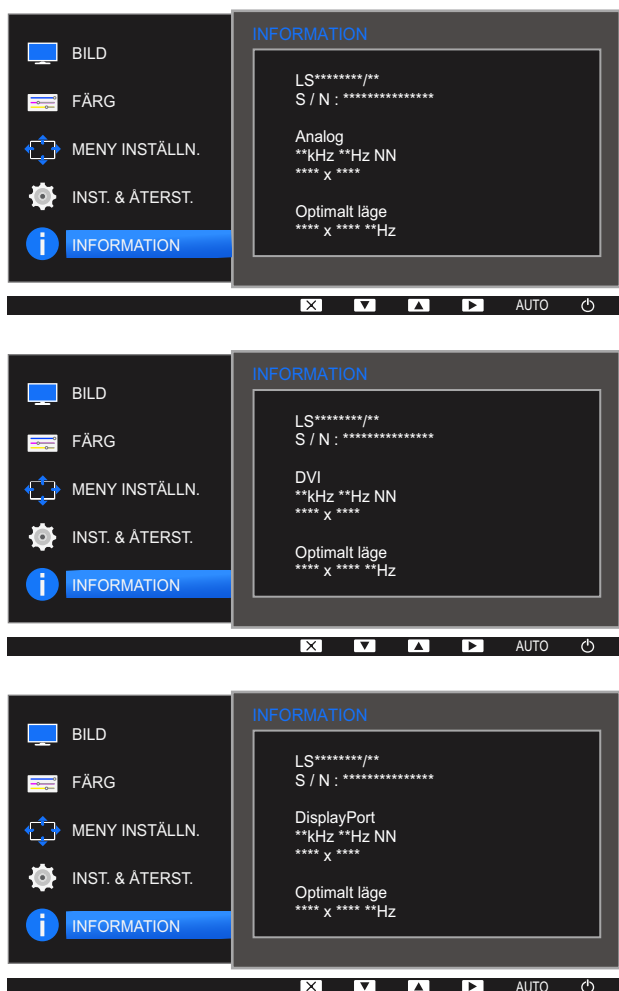 INFORMATION
BILD
FÄRG
MENY INSTÄLLN.
INST. & ÅTERST.
INFORMATION
LS********/**
S / N : ***************
Analog
**kHz **Hz NN
**** x ****
Optimalt läge
**** x **** **Hz
AUTO
INFORMATION
BILD
FÄRG
MENY INSTÄLLN.
INST. & ÅTERST.
INFORMATION
LS********/**
S / N : ***************
DVI
**kHz **Hz NN
**** x ****
Optimalt läge
**** x **** **Hz
AUTO
INFORMATION
BILD
FÄRG
MENY INSTÄLLN.
INST. & ÅTERST.
INFORMATION
LS********/**
S / N : ***************
DisplayPort
**kHz **Hz NN
**** x ****
Optimalt läge
**** x **** **Hz
AUTO